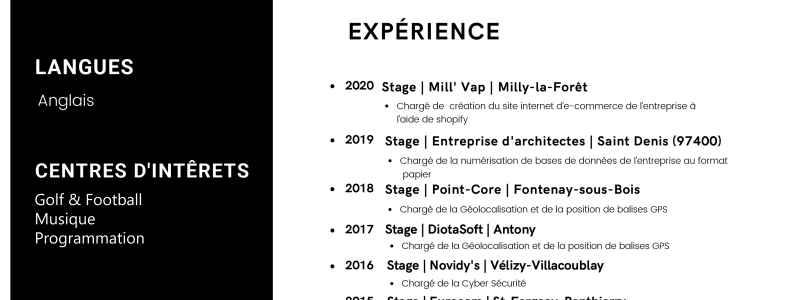 LANGUES
Anglais
CENTRES D'INTÊRETS
Golf & Football
Musique
Programmation
EXPÉRIENCE
• 2020 Stage | Mill' Vap | Milly-la-Forêt
• Chargé de création du site internet d'e-commerce de l'entreprise à
l'aide de shopify
• 2019 Stage | Entreprise d'architectes | Saint Denis (97400)
• Chargé de la numérisation de bases de données de l'entreprise au format
papier
• 2018 Stage | Point-Core | Fontenay-sous-Bois
• Chargé de la Géolocalisation et de la position de balises GPS
• 2017 Stage | DiotaSoft | Antony
• Chargé de la Géolocalisation et de la position de balises GPS
• 2016 Stage | Novidy's | Vélizy-Villacoublay
• Chargé de la Cyber Sécurité
• 2015 Stage |